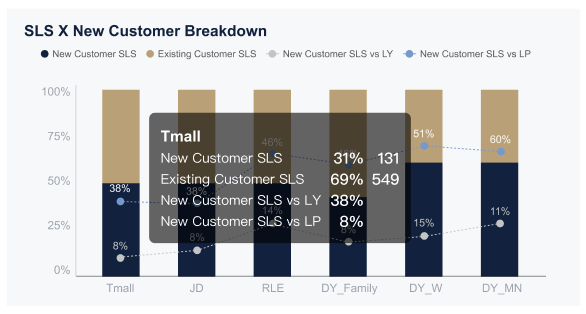 SLS X New Customer Breakdown
New Customer SLS Existing Customer SLS New Customer SLS vs LY New Customer SLS vs LP
100%
75%
50%
25%
0%
38%
8%
38%
8%
46%
14%
8%
51%
15%
60%
11%
Tmall
New Customer SLS 31% 131
Existing Customer SLS 69% 549
New Customer SLS vs LY 38%
New Customer SLS vs LP 8%
Tmall JD RLE DY_Family DY_W DY_MN